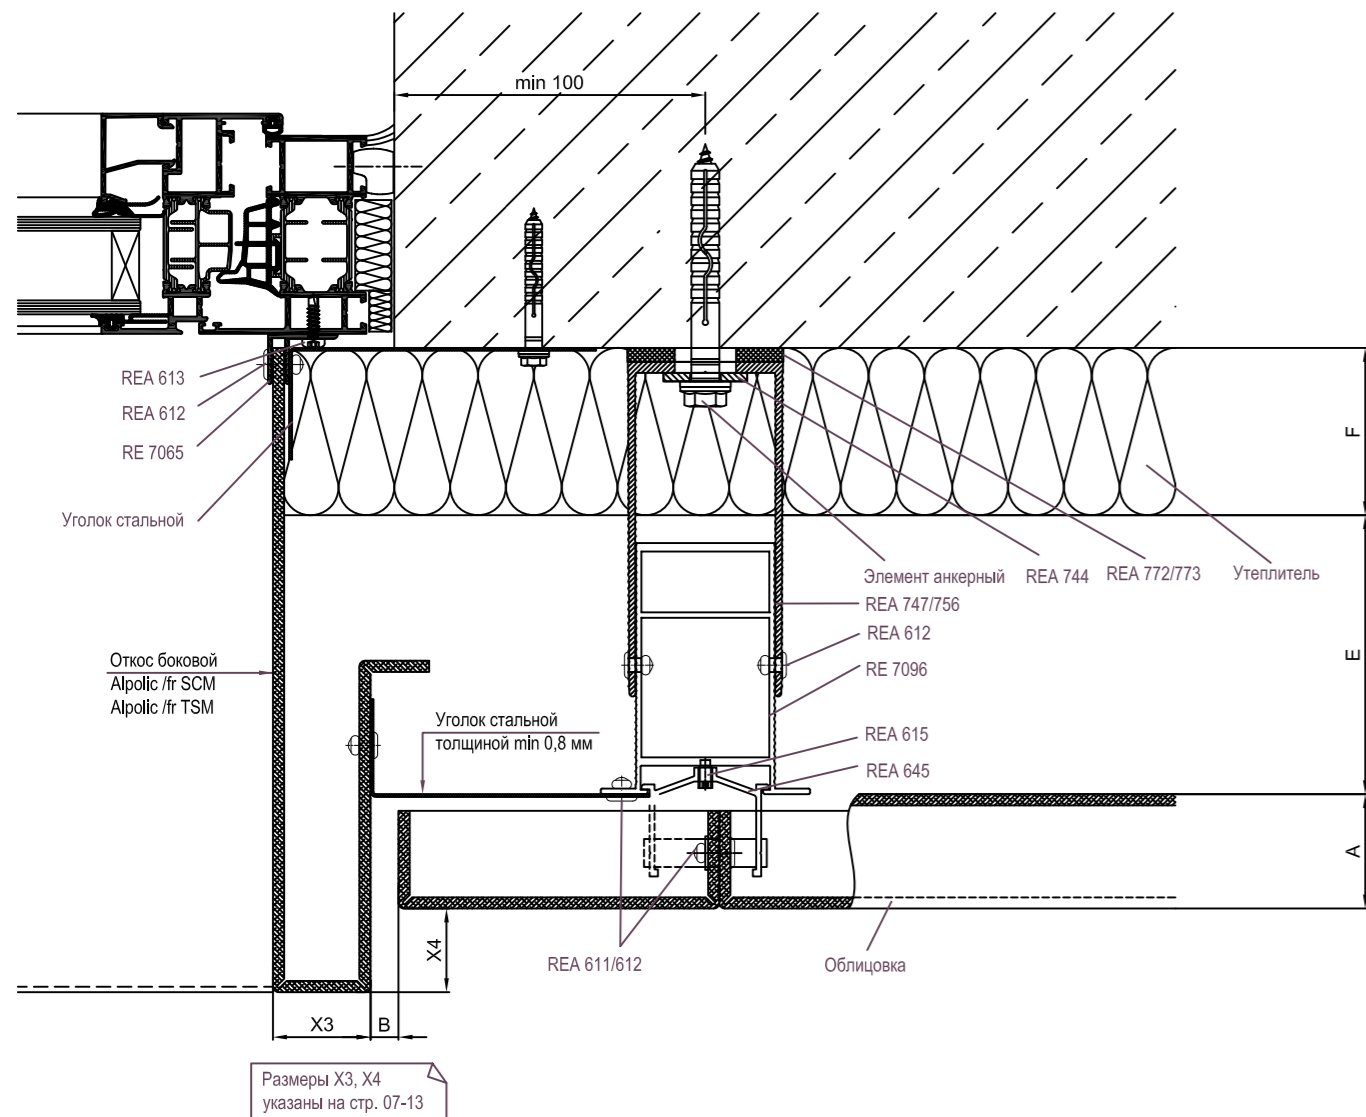 min 100
REA 613
REA 612
RE 7065
Уголок стальной
F
Элемент анкерный
REA 744
REA 772/773
Утеплитель
REA 747/756
REA 612
RE 7096
E
Откос боковой
Alpolic /fr SCM
Alpolic /fr TSM
Уголок стальной
толщиной min 0,8 мм
REA 615
REA 645
A
X4
REA 611/612
Облицовка
X3
B
Размеры X3, X4
указаны на стр. 07-13